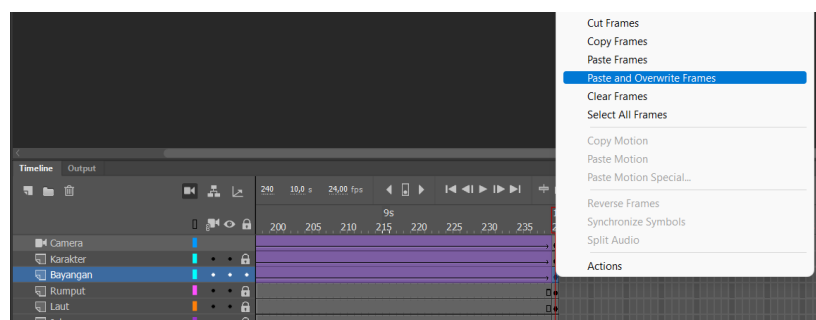 Cut Frames
Copy Frames
Paste Frames
Paste and Overwrite Frames
Clear Frames
Select All Frames
Copy Motion
Paste Motion
Paste Motion Special...
Reverse Frames
Synchronize Symbols
Split Audio
Actions
Timeline Output
240 10,0 s 24,00 fps
9s
200 205 210 215 220 225 230 235
Camera
Karakter
Bayangan
Rumput
Laut